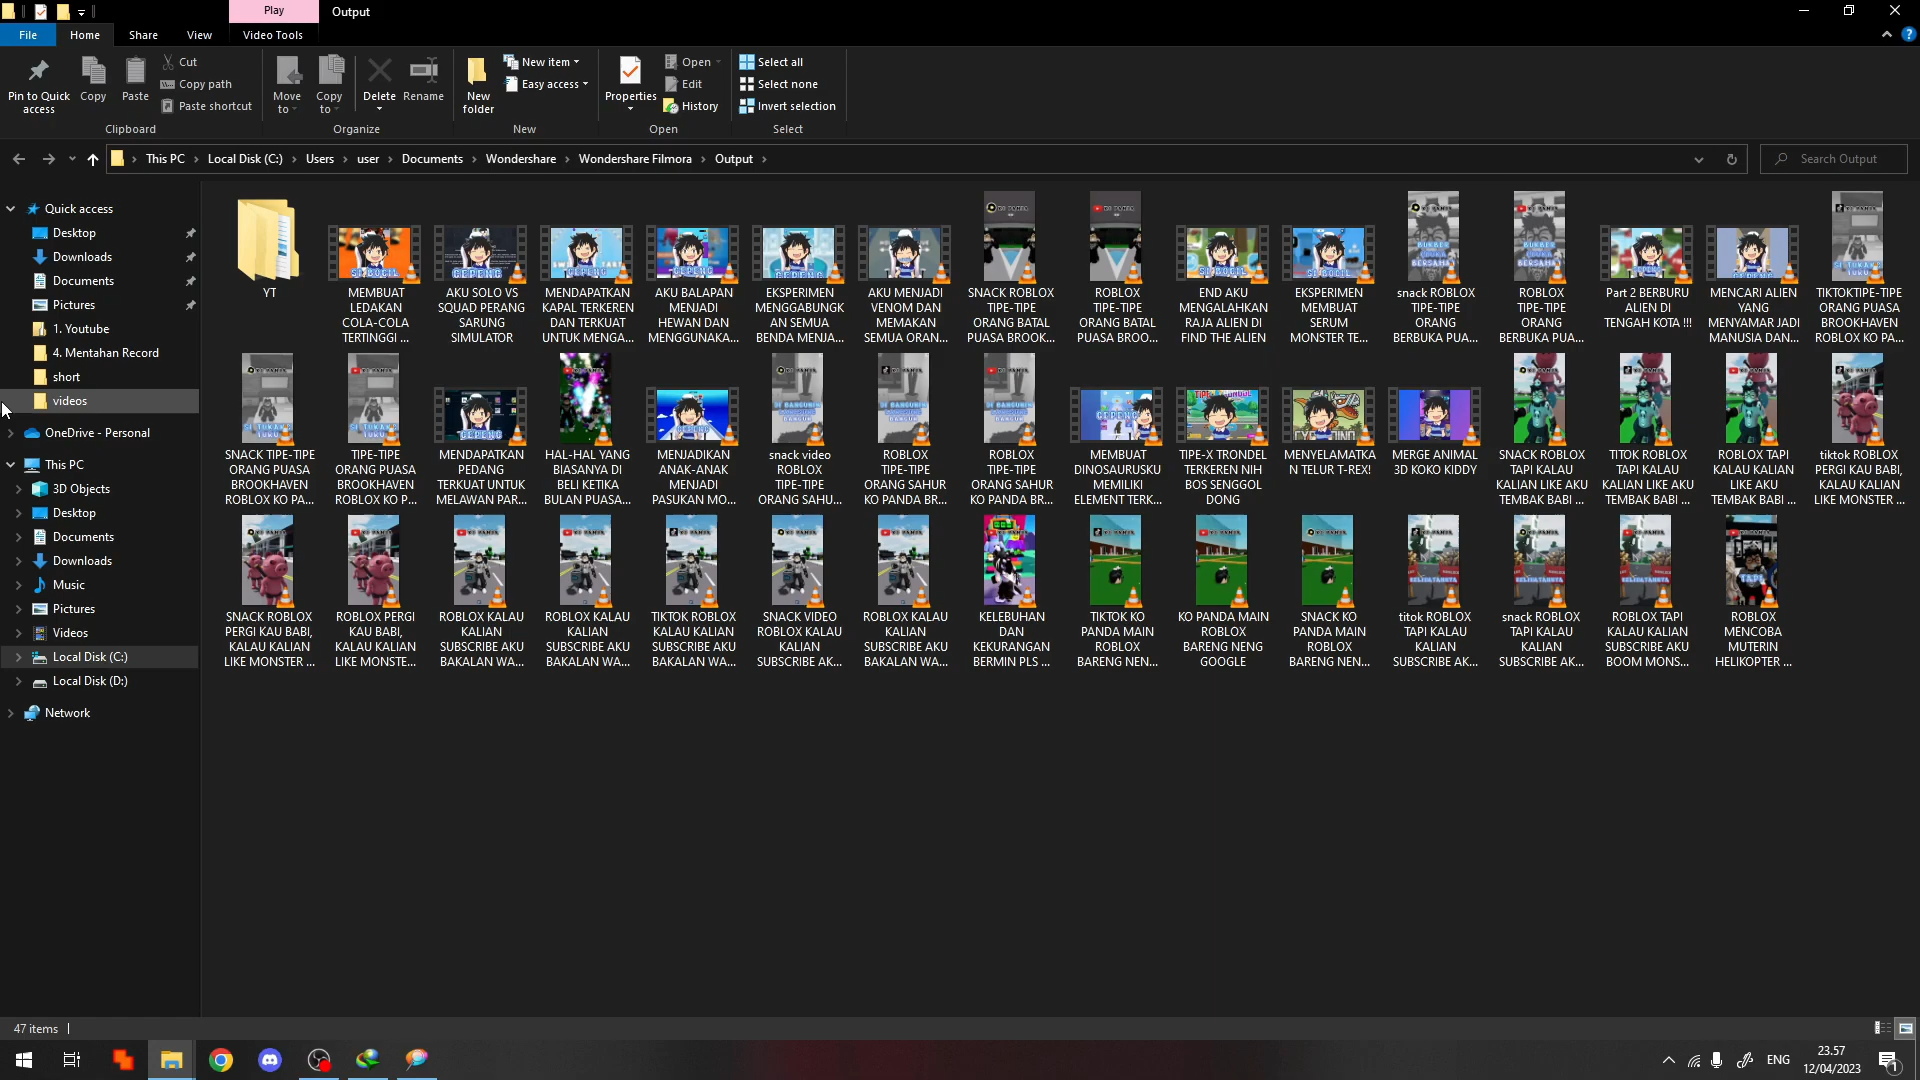 Play
Output
File
Home
Share
View
Video Tools
Pin to Quick access
Copy
Paste
Cut
Copy path
Paste shortcut
Clipboard
Move to
Copy to
Delete
Rename
Organize
New folder
New item
Easy access
New
Properties
Open
Edit
History
Open
Select all
Select none
Invert selection
Select
This PC
Local Disk (C:)
Users
user
Documents
Wondershare
Wondershare Filmora
Output
Search Output
Quick access
Desktop
Downloads
Documents
Pictures
1. Youtube
4. Mentahan Record
short
videos
OneDrive - Personal
This PC
3D Objects
Desktop
Documents
Downloads
Music
Pictures
Videos
Local Disk (C:)
Local Disk (D:)
Network
YT
MEMBUAT
LEDAKAN
COLA-COLA
TERTINGGI ...
AKU SOLO VS
SQUAD PERANG
SARUNG
SIMULATOR
MENDAPATKAN
KAPAL TERKEREN
DAN TERKUAT
UNTUK MENGA...
AKU BALAPAN
MENJADI
HEWAN DAN
MENGGUNAKA...
EKSPERIMEN
MENGGABUNGK
AN SEMUA
BENDA MENJA...
AKU MENJADI
VENOM DAN
MEMAKAN
SEMUA ORAN...
SNACK ROBLOX
TIPE-TIPE
ORANG BATAL
PUASA BROOK...
ROBLOX
TIPE-TIPE
ORANG BATAL
PUASA BROO...
END AKU
MENGALAHKAN
RAJA ALIEN DI
FIND THE ALIEN
EKSPERIMEN
MEMBUAT
SERUM
MONSTER TE...
snack ROBLOX
TIPE-TIPE
ORANG
BERBUKA PUA...
ROBLOX
TIPE-TIPE
ORANG
BERBUKA PUA...
Part 2 BERBURU
ALIEN DI
TENGAH KOTA !!!
MENCARI ALIEN
YANG
MENYAMAR JADI
MANUSIA DAN...
TIKTOKTIPE-TIPE
ORANG PUASA
BROOKHAVEN
ROBLOX KO PA...
SNACK TIPE-TIPE
ORANG PUASA
BROOKHAVEN
ROBLOX KO PA...
TIPE-TIPE
ORANG PUASA
BROOKHAVEN
ROBLOX KO P...
MENDAPATKAN
PEDANG
TERKUAT UNTUK
MELAWAN PAR...
HAL-HAL YANG
BIASANYA DI
BELI KETIKA
BULAN PUASA...
MENJADIKAN
ANAK-ANAK
MENJADI
PASUKAN MO...
snack video
ROBLOX
TIPE-TIPE
ORANG SAHU...
ROBLOX
TIPE-TIPE
ORANG SAHUR
KO PANDA BR...
ROBLOX
TIPE-TIPE
ORANG SAHUR
KO PANDA BR...
MEMBUAT
DINOSAURUSKU
MEMILIKI
ELEMENT TERK...
TIPE-X TRONDEL
TERKEREN NIH
BOS SENGGOL
DONG
MENYELAMATKA
N TELUR T-REX!
MERGE ANIMAL
3D KOKO KIDDY
SNACK ROBLOX
TAPI KALAU
KALIAN LIKE AKU
TEMBAK BABI ...
TITOK ROBLOX
TAPI KALAU
KALIAN LIKE AKU
TEMBAK BABI ...
ROBLOX TAPI
KALAU KALIAN
LIKE AKU
TEMBAK BABI ...
tiktok ROBLOX
PERGI KAU BABI,
KALAU KALIAN
LIKE MONSTER ...
SNACK ROBLOX
PERGI KAU BABI,
KALAU KALIAN
LIKE MONSTER ...
ROBLOX PERGI
KAU BABI,
KALAU KALIAN
LIKE MONSTE...
ROBLOX KALAU
KALIAN
SUBSCRIBE AKU
BAKALAN WA...
ROBLOX KALAU
KALIAN
SUBSCRIBE AKU
BAKALAN WA...
TIKTOK ROBLOX
KALAU KALIAN
SUBSCRIBE AKU
BAKALAN WA...
SNACK VIDEO
ROBLOX KALAU
KALIAN
SUBSCRIBE AK...
ROBLOX KALAU
KALIAN
SUBSCRIBE AKU
BAKALAN WA...
KELEBUHAN
DAN
KEKURANGAN
BERMIN PLS ...
TIKTOK KO
PANDA MAIN
ROBLOX
BARENG NEN...
KO PANDA MAIN
ROBLOX
BARENG NENG
GOOGLE
SNACK KO
PANDA MAIN
ROBLOX
BARENG NEN...
titok ROBLOX
TAPI KALAU
KALIAN
SUBSCRIBE AK...
snack ROBLOX
TAPI KALAU
KALIAN
SUBSCRIBE AK...
ROBLOX TAPI
KALAU KALIAN
SUBSCRIBE AKU
BOOM MONS...
ROBLOX
MENCOBA
MUTERIN
HELIKOPTER ...
47 items
ENG
23.57
12/04/2023
1